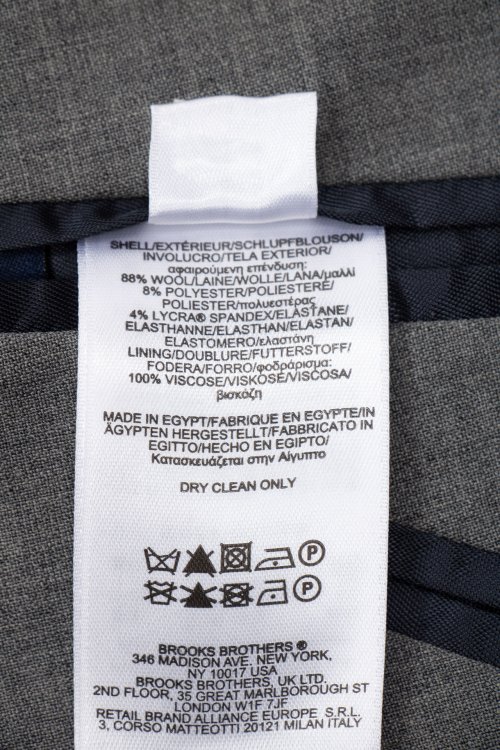 SHELL/EXTÉRIEUR/SCHLUPFBLOUSON/
INVOLUCRO/TELA EXTERIOR/
αφαιρούμενη επένδυση:
88% WOOL/LAINE/WOLLE/LANA/μαλλί
8% POLYESTER/POLIESTERE/
POLIESTER/πολυεστέρας
4% LYCRA® SPANDEX/ELASTANE/
ELASTHANNE/ELASTHAN/ELASTAN/
ELASTOMERO/ελαστάνη
LINING/DOUBLURE/FUTTERSTOFF/
FODERA/FORRO/φοδράρισμα:
100% VISCOSE/VISKOSE/VISCOSA/
βισκόζη
MADE IN EGYPT/FABRIQUE EN EGYPTE/IN
ÄGYPTEN HERGESTELLT/FABBRICATO IN
EGITTO/HECHO EN EGIPTO/
Κατασκευάζεται στην Αίγυπτο
DRY CLEAN ONLY
P
P
BROOKS BROTHERS ®
346 MADISON AVE. NEW YORK,
NY 10017 USA
BROOKS BROTHERS, UK LTD.
2ND FLOOR, 35 GREAT MARLBOROUGH ST
LONDON W1F 7JF
RETAIL BRAND ALLIANCE EUROPE S.R.L
3, CORSO MATTEOTTI 20121 MILAN ITALY